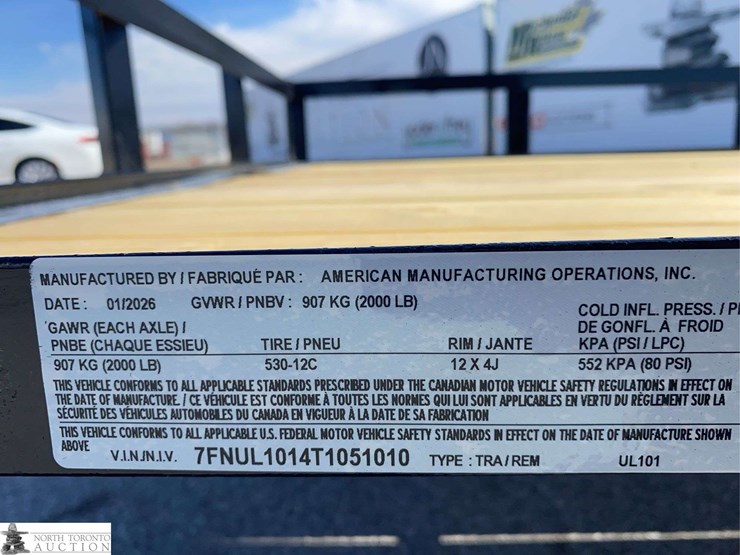 MANUFACTURED BY / FABRIQUÉ PAR : AMERICAN MANUFACTURING OPERATIONS, INC.
DATE : 01/2026 GVWR / PNBV : 907 KG (2000 LB)
COLD INFL. PRESS. /
GAWR (EACH AXLE) / DE GONFL. À FROID
PNBE (CHAQUE ESSIEU) TIRE / PNEU RIM / JANTE KPA (PSI / LPC)
907 KG (2000 LB) 530-12C 12 X 4J 552 KPA (80 PSI)
THIS VEHICLE CONFORMS TO ALL APPLICABLE STANDARDS PRESCRIBED UNDER THE CANADIAN MOTOR VEHICLE SAFETY REGULATIONS IN EFFECT ON
THE DATE OF MANUFACTURE. / CE VÉHICULE EST CONFORME À TOUTES LES NORMES QUI LUI SONT APPLICABLES EN VERTU DU RÈGLEMENT SUR LA
SÉCURITÉ DES VÉHICULES AUTOMOBILES DU CANADA EN VIGUEUR À LA DATE DE SA FABRICATION
THIS VEHICLE CONFORMS TO ALL APPLICABLE U.S. FEDERAL MOTOR VEHICLE SAFETY STANDARDS IN EFFECT ON THE DATE OF MANUFACTURE SHOWN
ABOVE
V.I.N./N.I.V. 7FNUL1014T1051010 TYPE : TRA / REM UL101
NORTH TORONTO
AUCTION